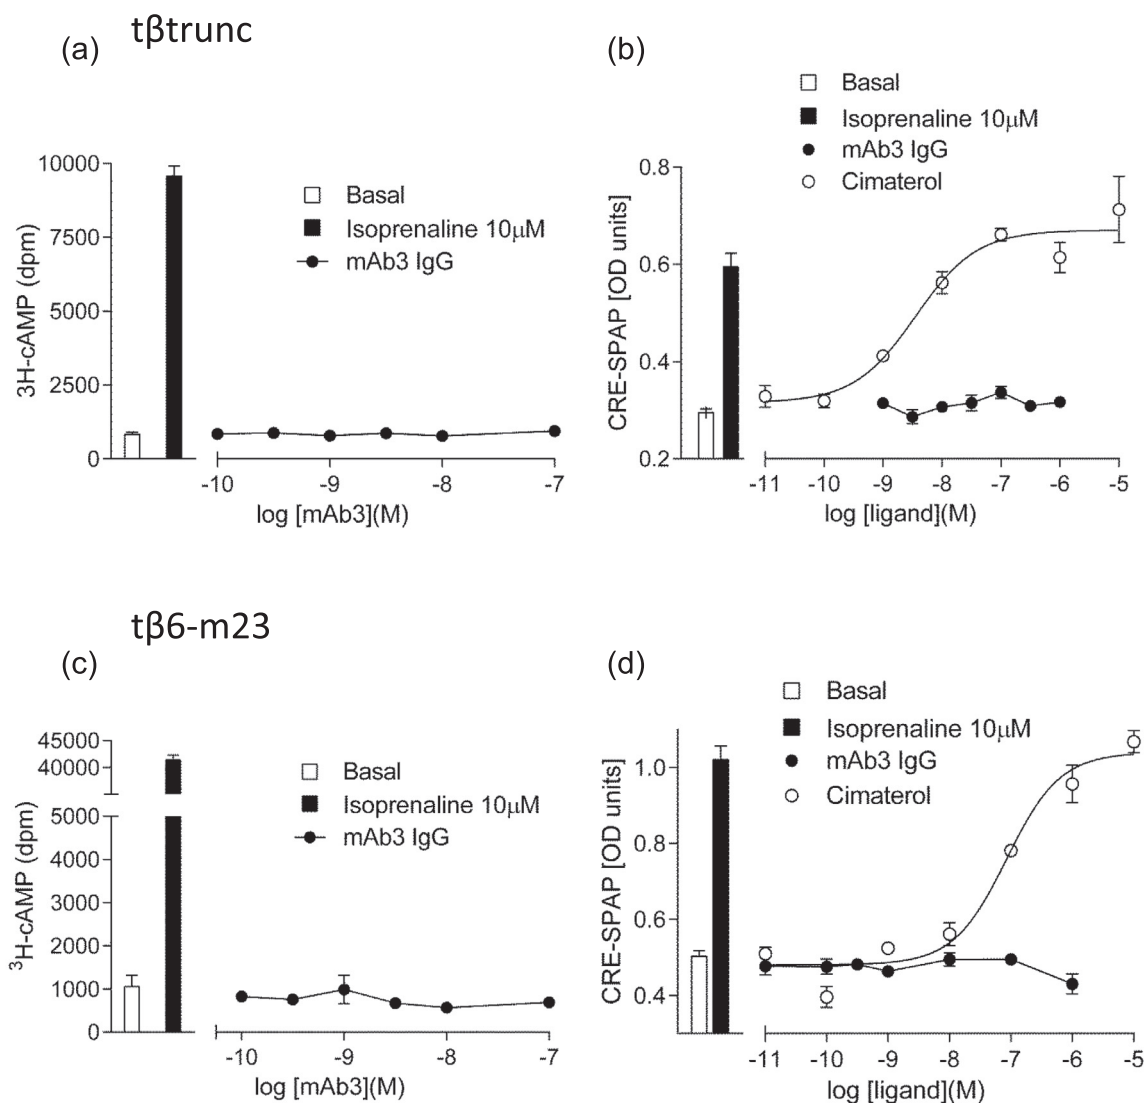 tβtrunc
(a)
10000
7500
5000
2500
0
3H-cAMP (dpm)
Basal
Isoprenaline 10μM
mAb3 IgG
-10 -9 -8 -7
log [mAb3](M)
(b)
Basal
Isoprenaline 10μM
mAb3 IgG
Cimaterol
0.8
0.6
0.4
0.2
CRE-SPAP [OD units]
-11 -10 -9 -8 -7 -6 -5
log [ligand](M)
tβ6-m23
(c)
45000
40000
5000
4000
3000
2000
1000
0
³H-cAMP (dpm)
Basal
Isoprenaline 10μM
mAb3 IgG
-10 -9 -8 -7
log [mAb3](M)
(d)
Basal
Isoprenaline 10μM
mAb3 IgG
Cimaterol
1.0
0.8
0.6
0.4
CRE-SPAP [OD units]
-11 -10 -9 -8 -7 -6 -5
log [ligand](M)